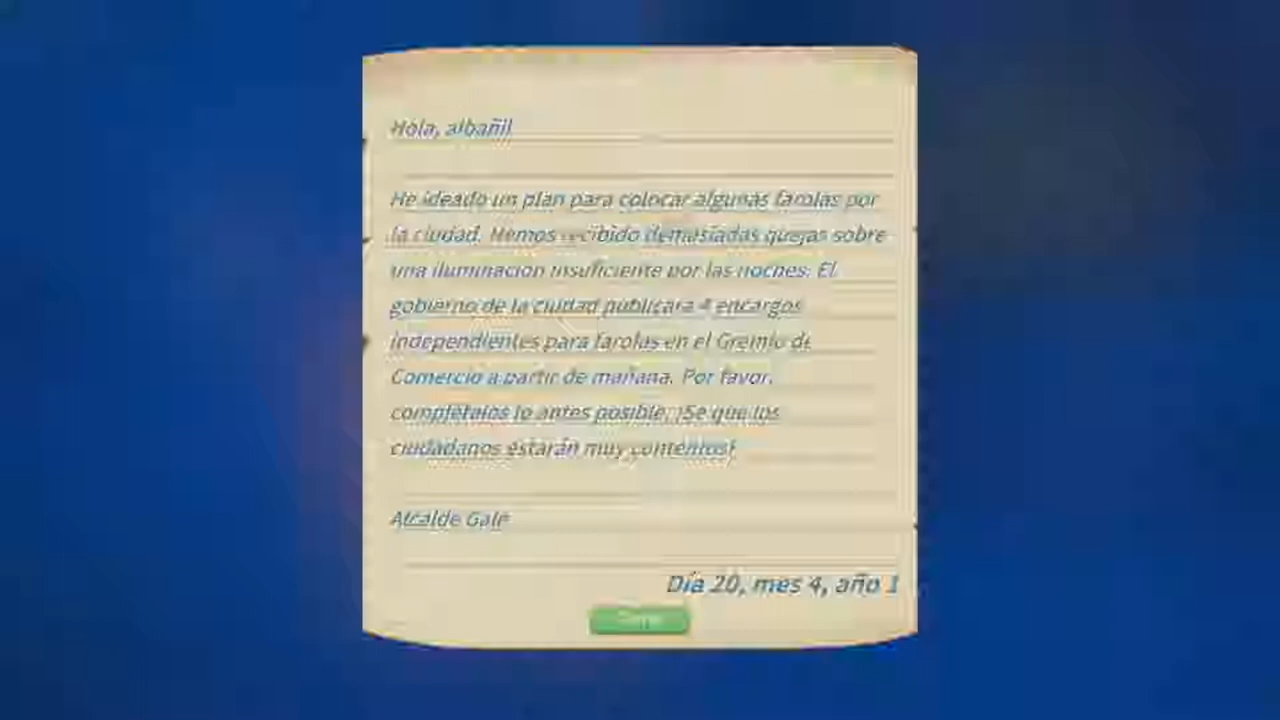 Hola, albañil
He ideado un plan para colocar algunas farolas por
la ciudad. Hemos recibido demasiadas quejas sobre
una iluminación insuficiente por las noches. El
gobierno de la ciudad publicará 4 encargos
independientes para farolas en el Gremio de
Comercio a partir de mañana. Por favor,
complétalos lo antes posible. ¡Sé que los
ciudadanos estarán muy contentos!
Alcalde Gale
Día 20, mes 4, año 1